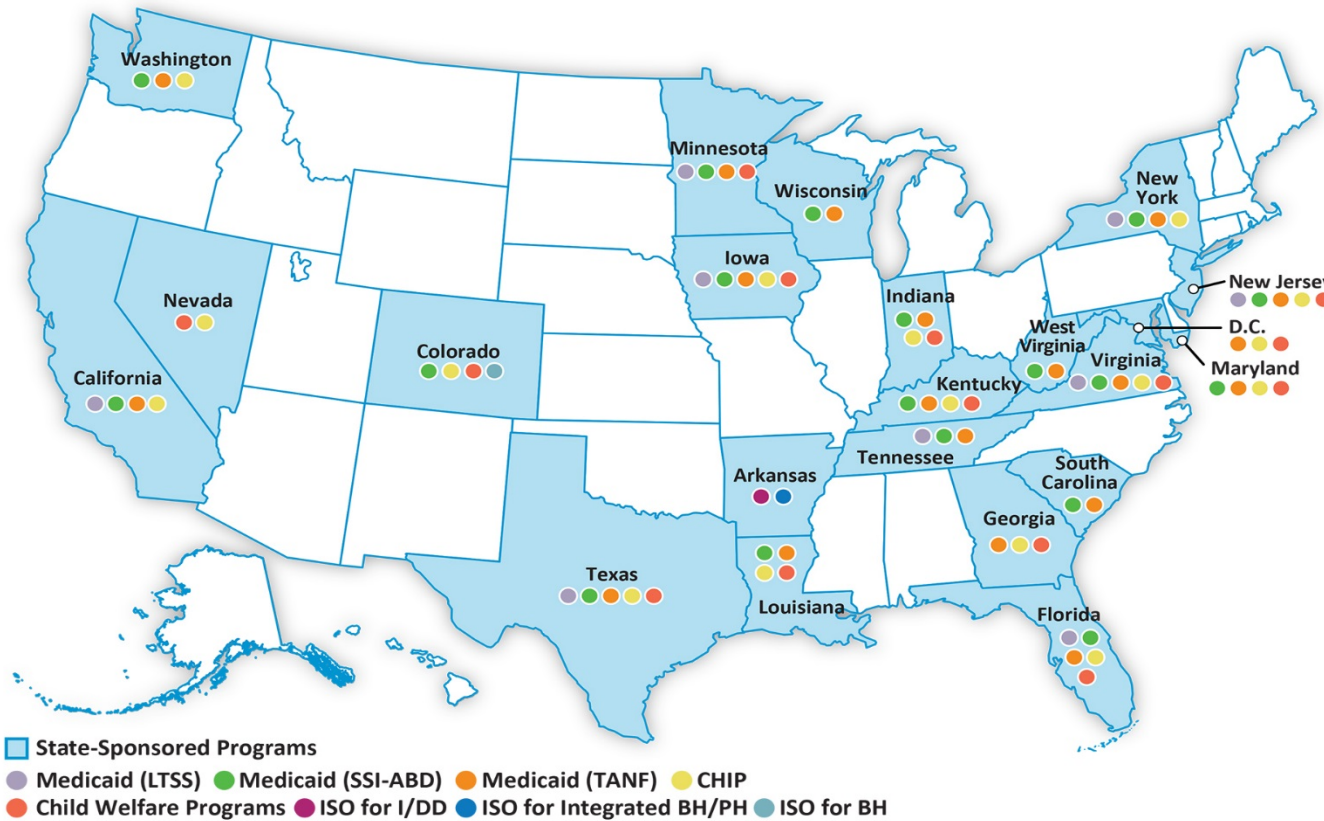 Washington
Minnesota
Wisconsin
New
York
Iowa
Nevada
Indiana
New Jersey
West
Virginia
D.C.
Colorado
Virginia
Maryland
California
Kentucky
Tennessee
Arkansas
South
Carolina
Georgia
Texas
Louisiana
Florida
State-Sponsored Programs
Medicaid (LTSS) Medicaid (SSI-ABD) Medicaid (TANF) CHIP
Child Welfare Programs ISO for I/DD ISO for Integrated BH/PH ISO for BH